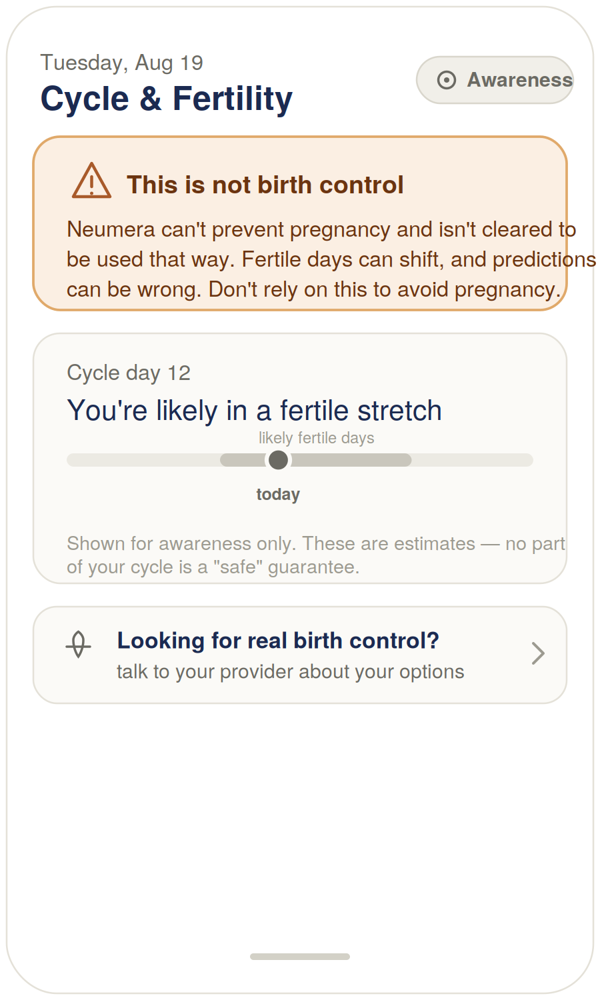 Tuesday, Aug 19
Cycle & Fertility
Awareness
This is not birth control
Neumera can't prevent pregnancy and isn't cleared to
be used that way. Fertile days can shift, and predictions
can be wrong. Don't rely on this to avoid pregnancy.
Cycle day 12
You're likely in a fertile stretch
likely fertile days
today
Shown for awareness only. These are estimates — no part
of your cycle is a "safe" guarantee.
Looking for real birth control?
talk to your provider about your options